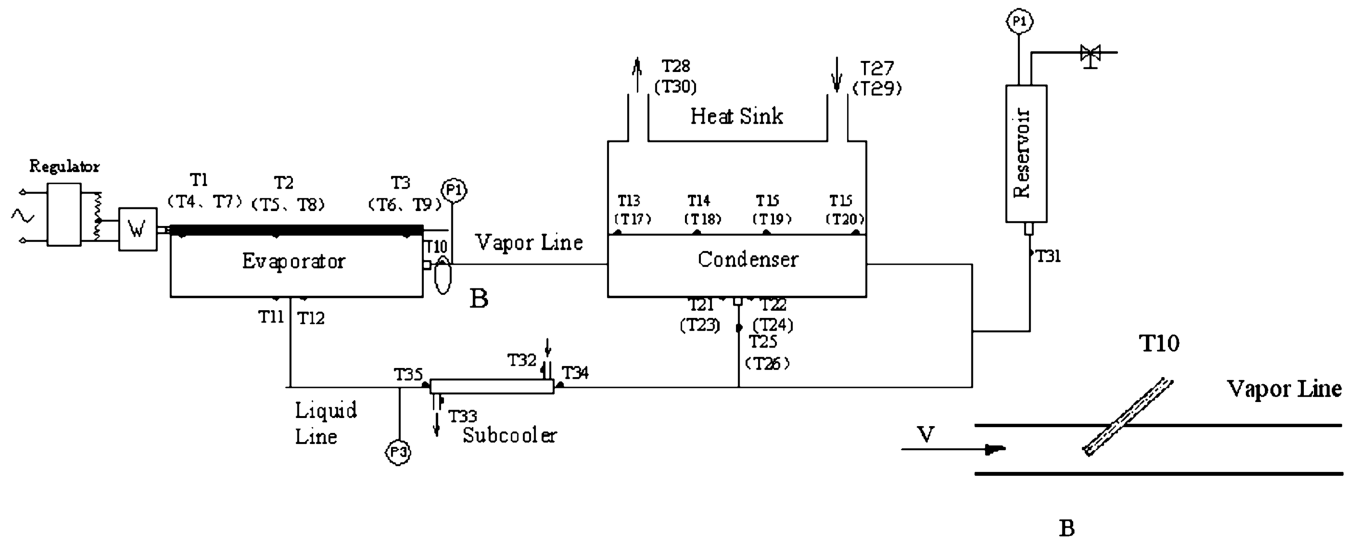 P1
T28
(T30)
T27
(T29)
Heat Sink
Reservoir
Regulator
T1
(T4、T7)
T2
(T5、T8)
T3
(T6、T9)
P1
W
T13
(T17)
T14
(T18)
T15
(T19)
T15
(T20)
Evaporator
T10
Vapor Line
Condenser
T31
B
T11
T12
T21
(T23)
T22
(T24)
T25
(T26)
T10
T35
T32
T34
T33
Vapor Line
Liquid
Line
Subcooler
P3
V
B